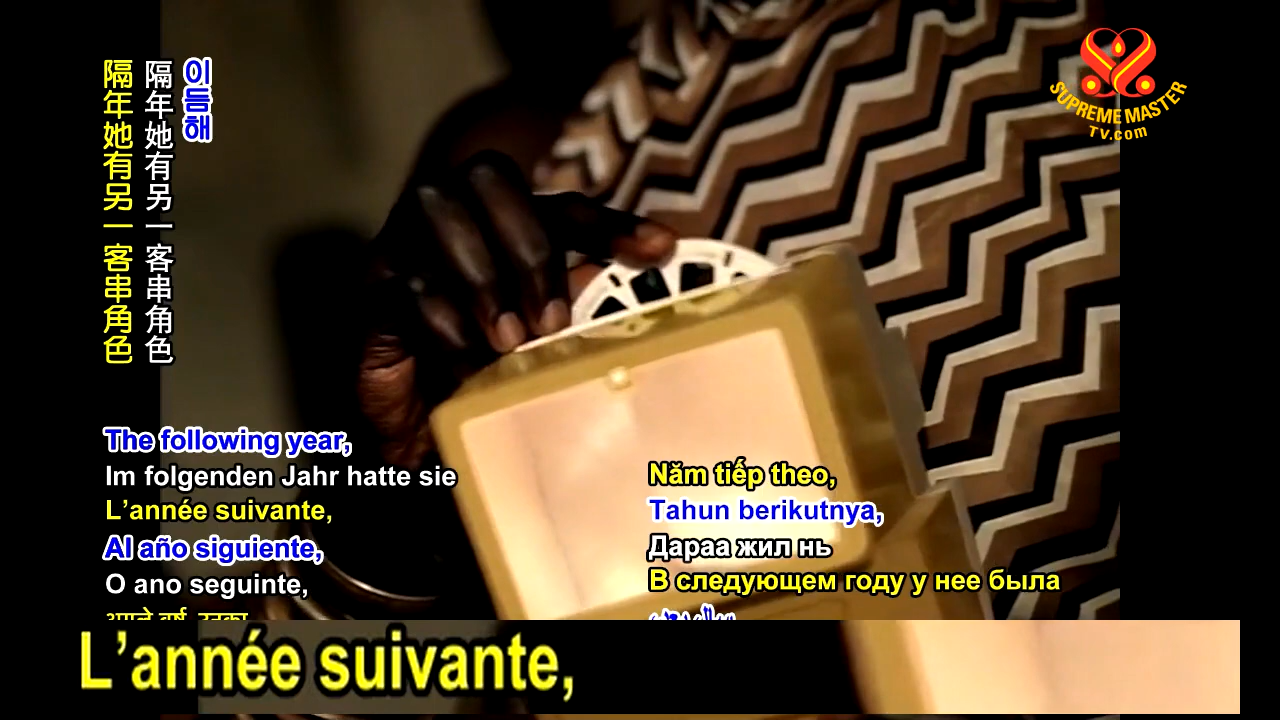 이듬해
隔年她有另一客串角色
隔年她有另一客串角色
The following year,
Im folgenden Jahr hatte sie
L’année suivante,
Al año siguiente,
O ano seguinte,
Năm tiếp theo,
Tahun berikutnya,
Дараа жил нь
В следующем году у нее была
SUPREME MASTER
TV.com
L’année suivante,